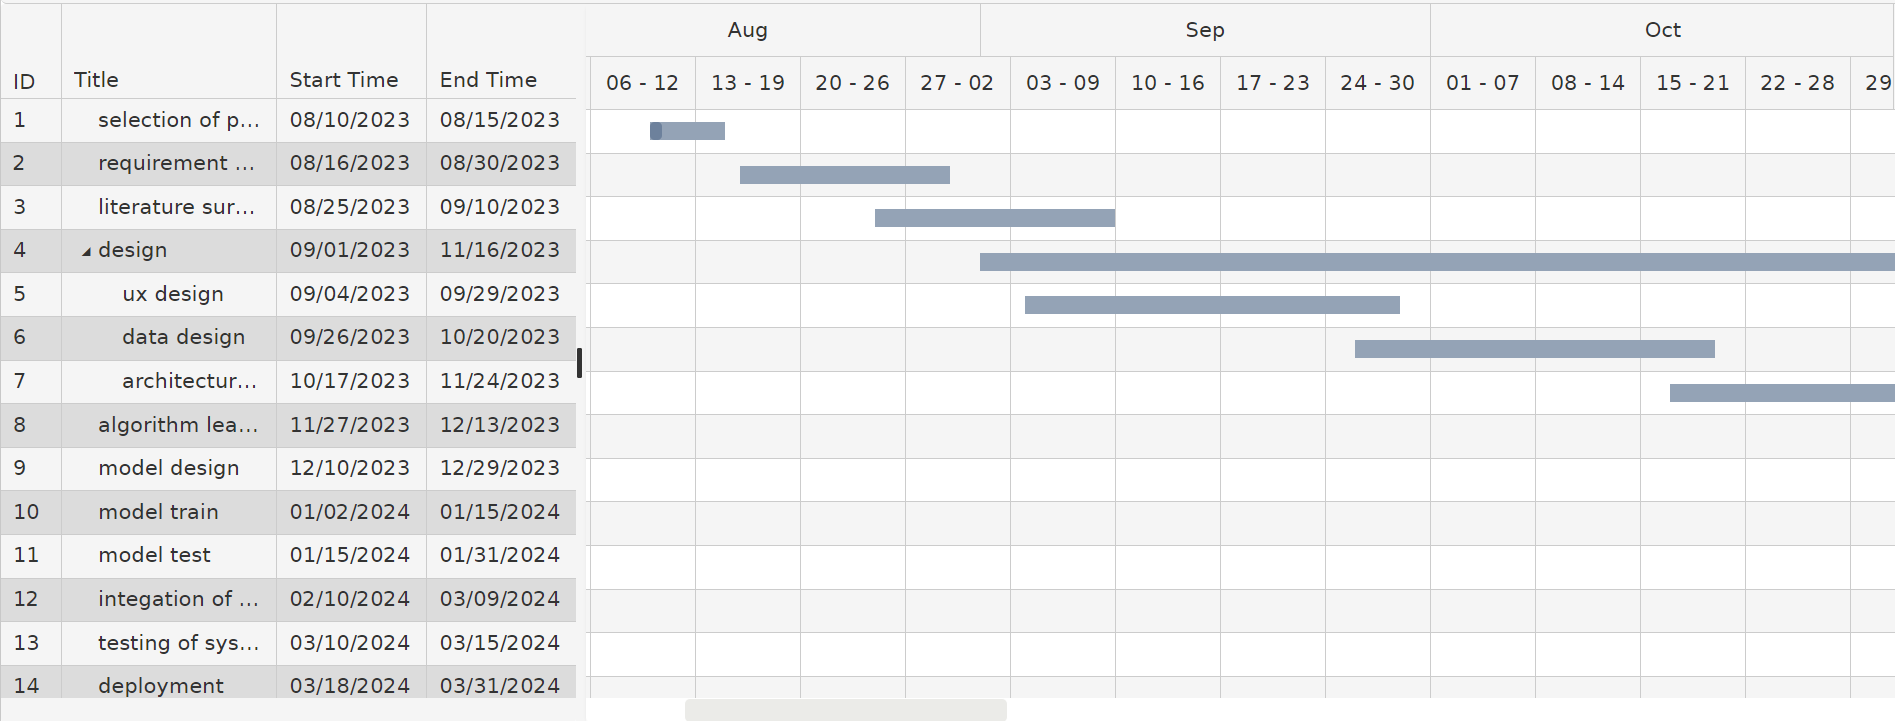 Aug Sep Oct
ID Title Start Time End Time 06 - 12 13 - 19 20 - 26 27 - 02 03 - 09 10 - 16 17 - 23 24 - 30 01 - 07 08 - 14 15 - 21 22 - 28 29
1 selection of p... 08/10/2023 08/15/2023
2 requirement ... 08/16/2023 08/30/2023
3 literature sur... 08/25/2023 09/10/2023
4 design 09/01/2023 11/16/2023
5 ux design 09/04/2023 09/29/2023
6 data design 09/26/2023 10/20/2023
7 architectur... 10/17/2023 11/24/2023
8 algorithm lea... 11/27/2023 12/13/2023
9 model design 12/10/2023 12/29/2023
10 model train 01/02/2024 01/15/2024
11 model test 01/15/2024 01/31/2024
12 integation of ... 02/10/2024 03/09/2024
13 testing of sys... 03/10/2024 03/15/2024
14 deployment 03/18/2024 03/31/2024